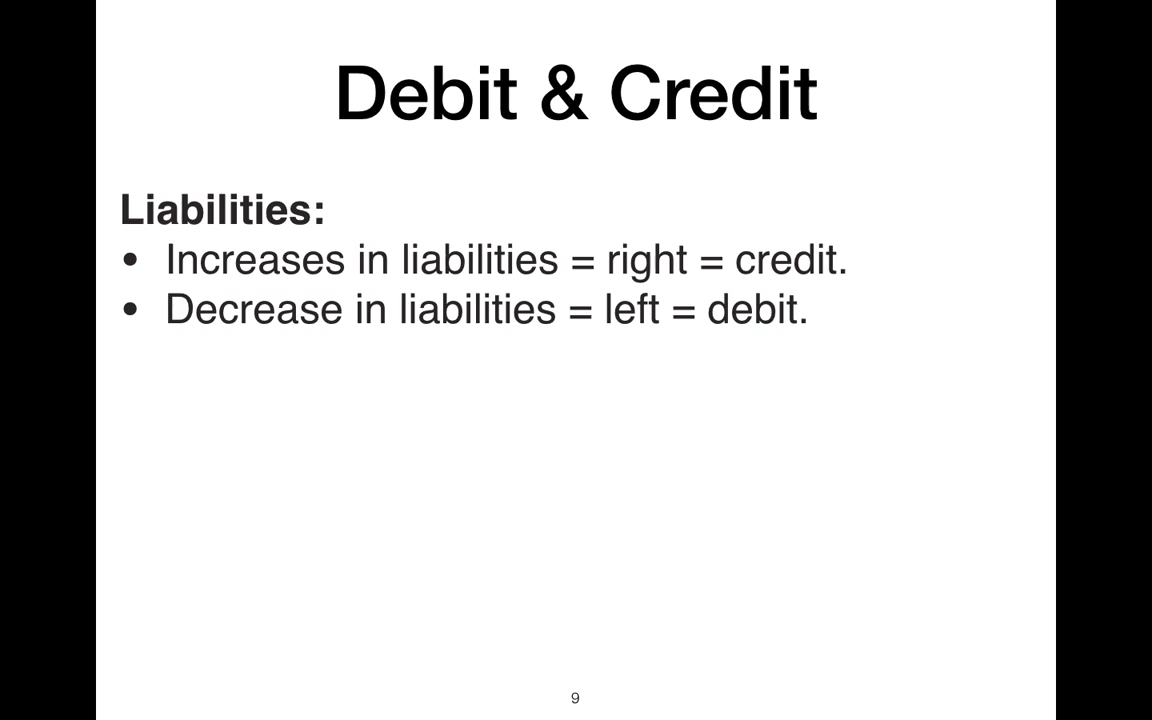 Debit & Credit
Liabilities:
• Increases in liabilities = right = credit.
• Decrease in liabilities = left = debit.
9